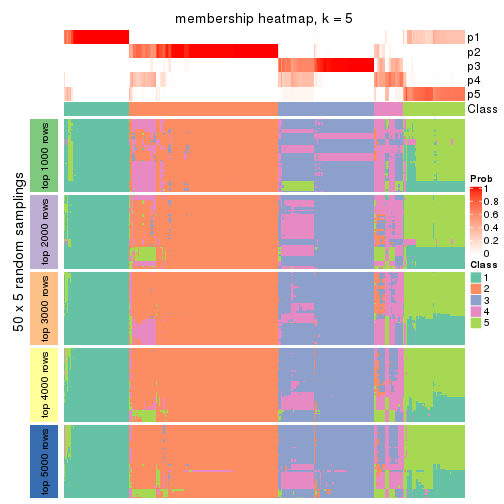 membership heatmap, k = 5
p1
p2
p3
p4
p5
Class
50 x 5 random samplings
top 1000 rows
top 2000 rows
top 3000 rows
top 4000 rows
top 5000 rows
Prob
1
0.8
0.6
0.4
0.2
0
Class
1
2
3
4
5